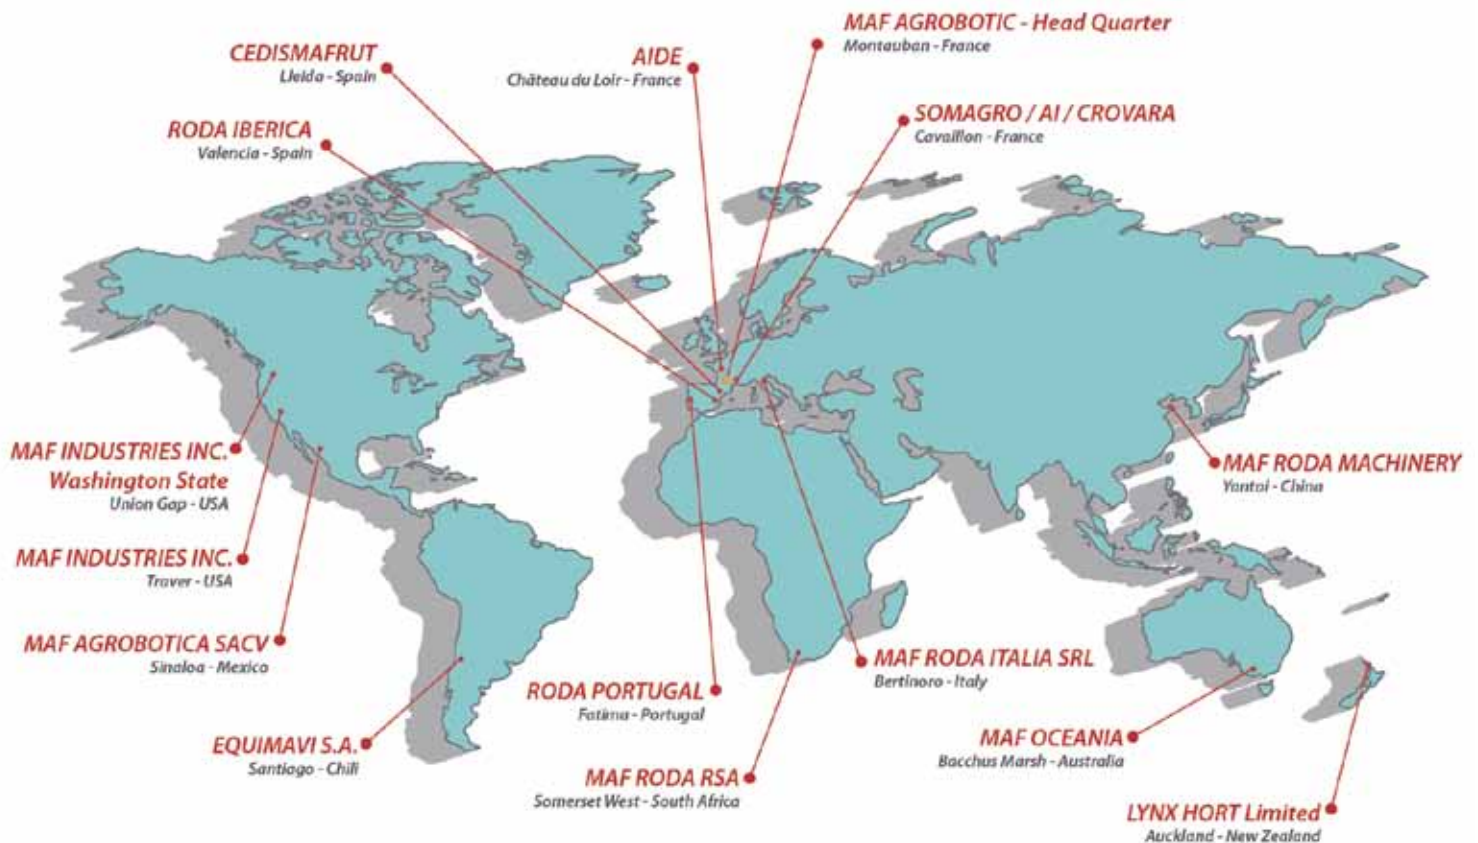 MAF AGROBOTIC - Head Quarter
Montauban - France
CEDISMAFRUT
Lleida - Spain
AIDE
Château du Loir - France
SOMAGRO / AI / CROVARA
Cavaillon - France
RODA IBERICA
Valencia - Spain
MAF INDUSTRIES INC.
Washington State
Union Gap - USA
MAF RODA MACHINERY
Yantai - China
MAF INDUSTRIES INC.
Traver - USA
MAF AGROBOTICA SACV
Sinaloa - Mexico
RODA PORTUGAL
Fatima - Portugal
MAF RODA ITALIA SRL
Bertinoro - Italy
EQUIMAVI S.A.
Santiago - Chili
MAF RODA RSA
Somerset West - South Africa
MAF OCEANIA
Bacchus Marsh - Australia
LYNX HORT Limited
Auckland - New Zealand